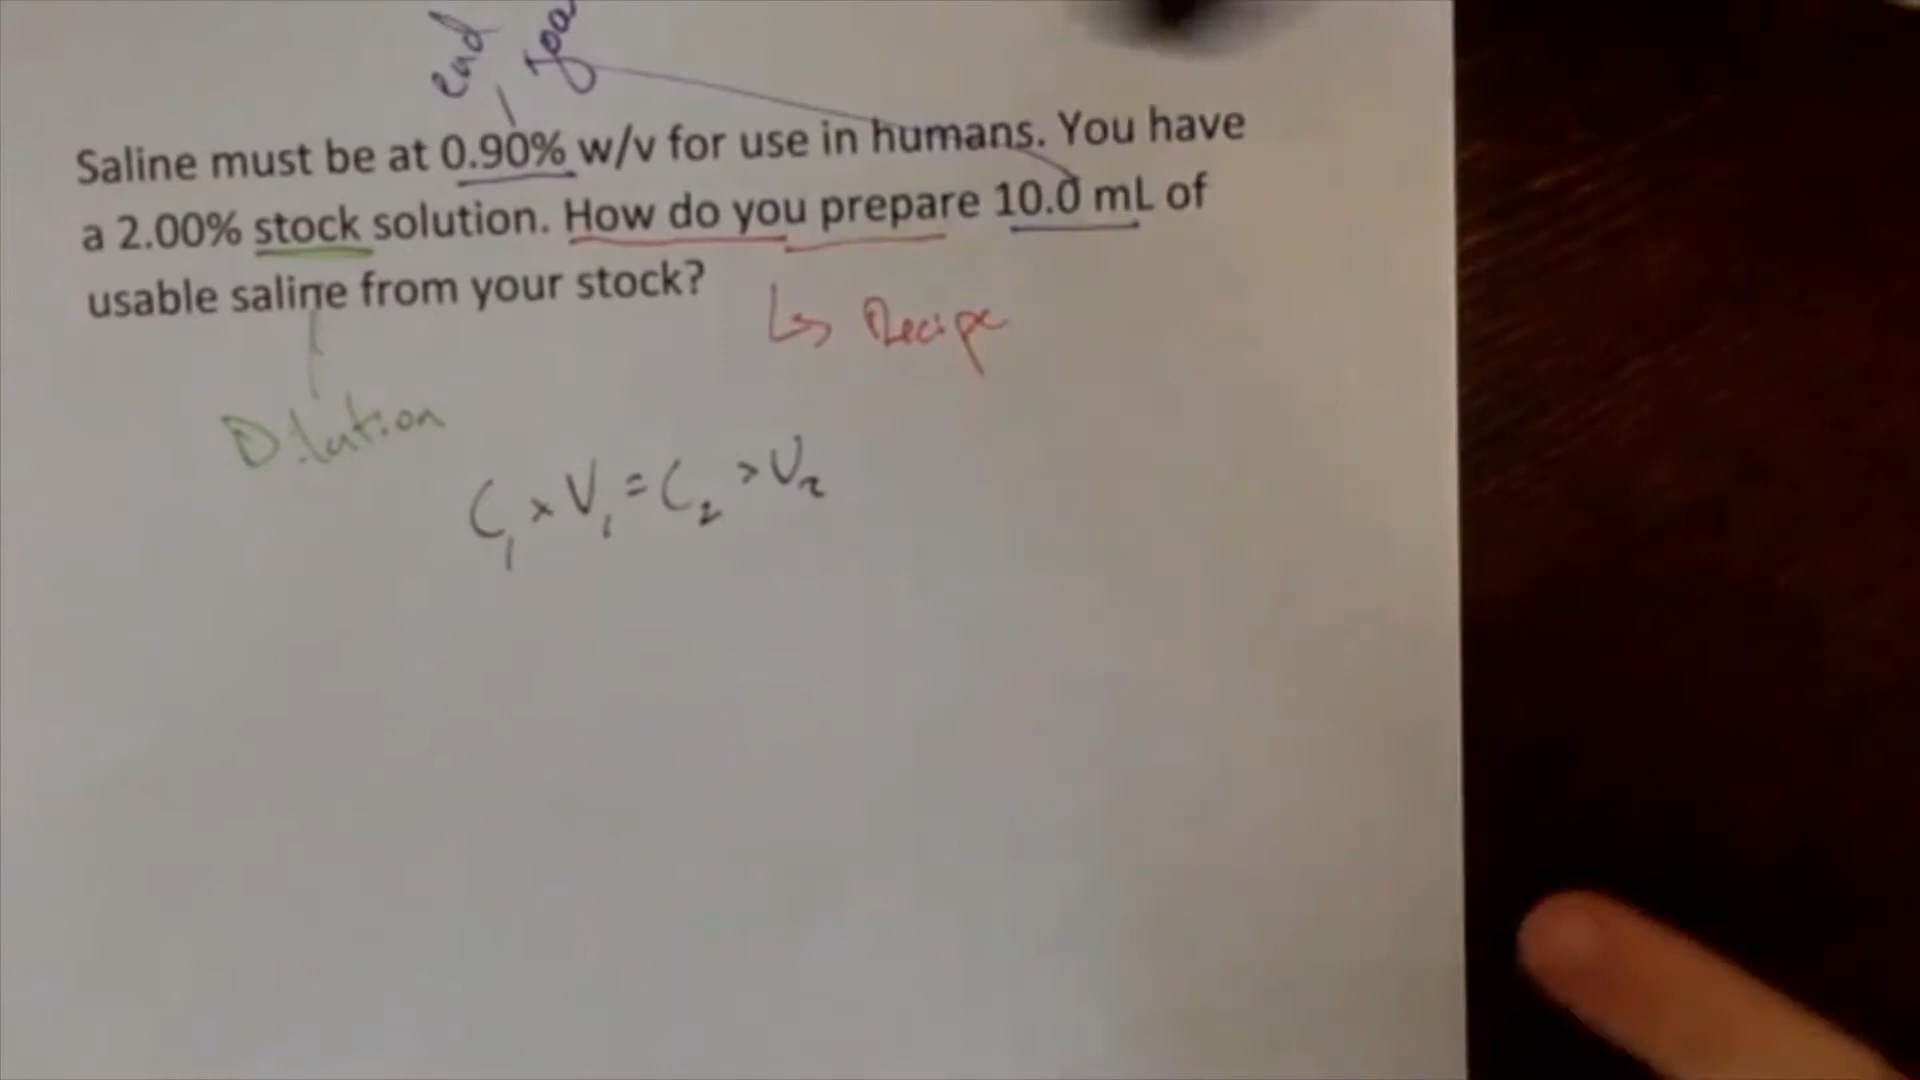 end
goa
Saline must be at 0.90% w/v for use in humans. You have
a 2.00% stock solution. How do you prepare 10.0 mL of
usable saline from your stock?
↳ Recipe
Dilution
C₁ × V₁ = C₂ × V₂